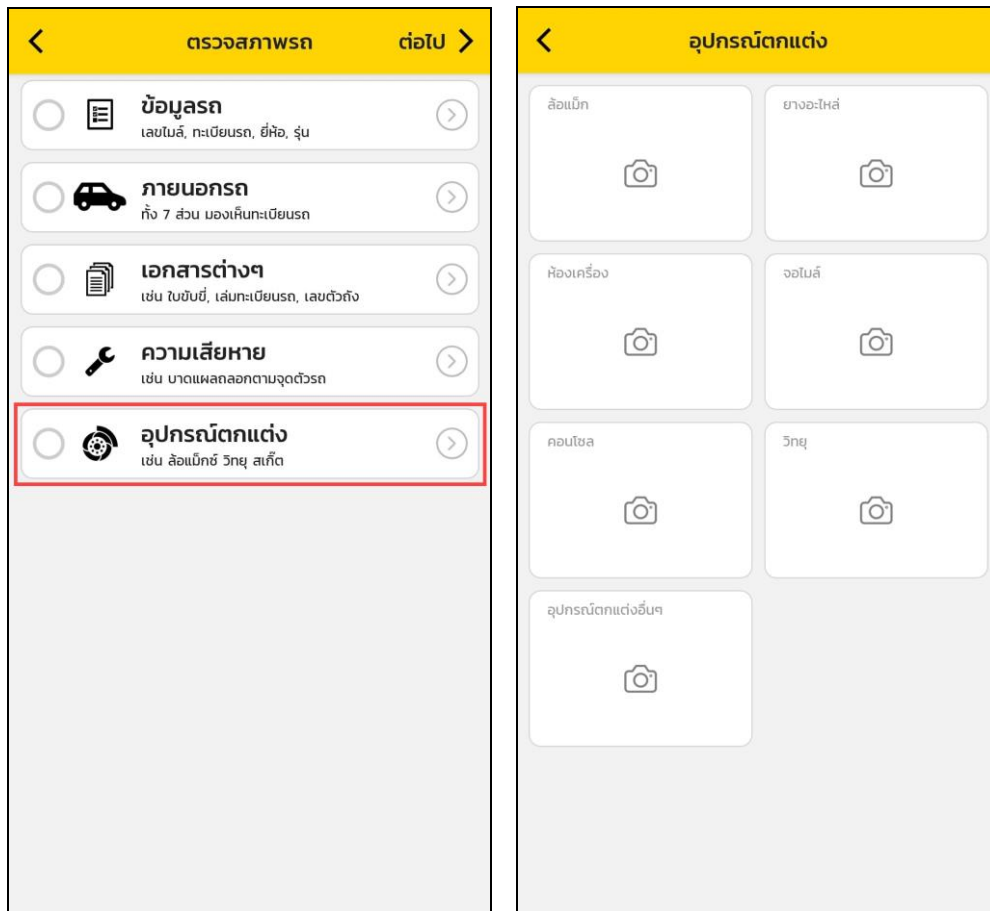 ตรวจสภาพรถ
ต่อไป
ข้อมูลรถ
เลขไมล์, ทะเบียนรถ, ยี่ห้อ, รุ่น
ภายนอกรถ
ทั้ง 7 ส่วน มองเห็นทะเบียนรถ
เอกสารต่างๆ
เช่น ใบขับขี่, เล่มทะเบียนรถ, เลขตัวถัง
ความเสียหาย
เช่น บาดแผลถลอกตามจุดตัวรถ
อุปกรณ์ตกแต่ง
เช่น ล้อแม็กซ์ วิทยุ สเกิ๊ต
อุปกรณ์ตกแต่ง
ล้อแม็ก
ยางอะไหล่
ห้องเครื่อง
จอไมล์
คอนโซล
วิทยุ
อุปกรณ์ตกแต่งอื่นๆ